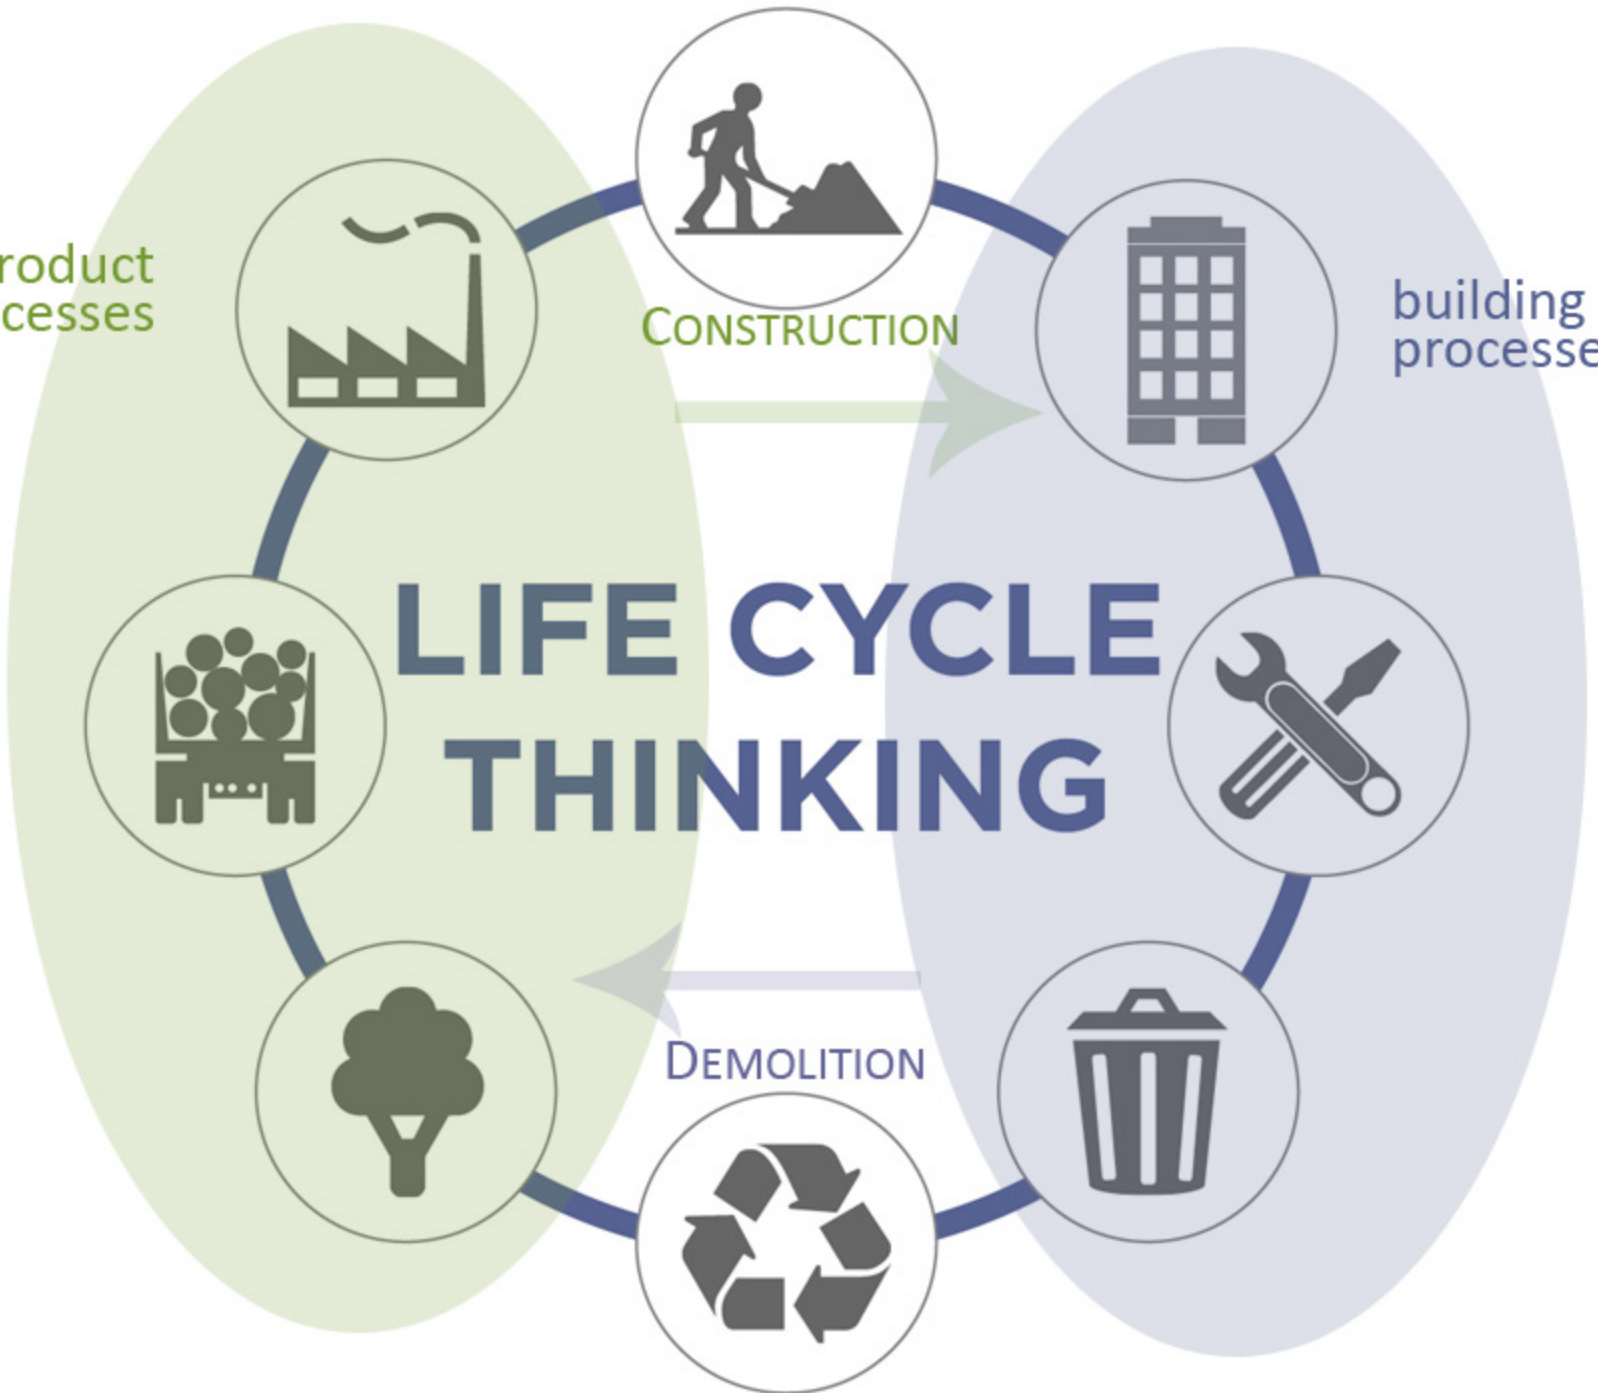 CONSTRUCTION
roduct
cesses
building
processe
LIFE CYCLE
THINKING
DEMOLITION